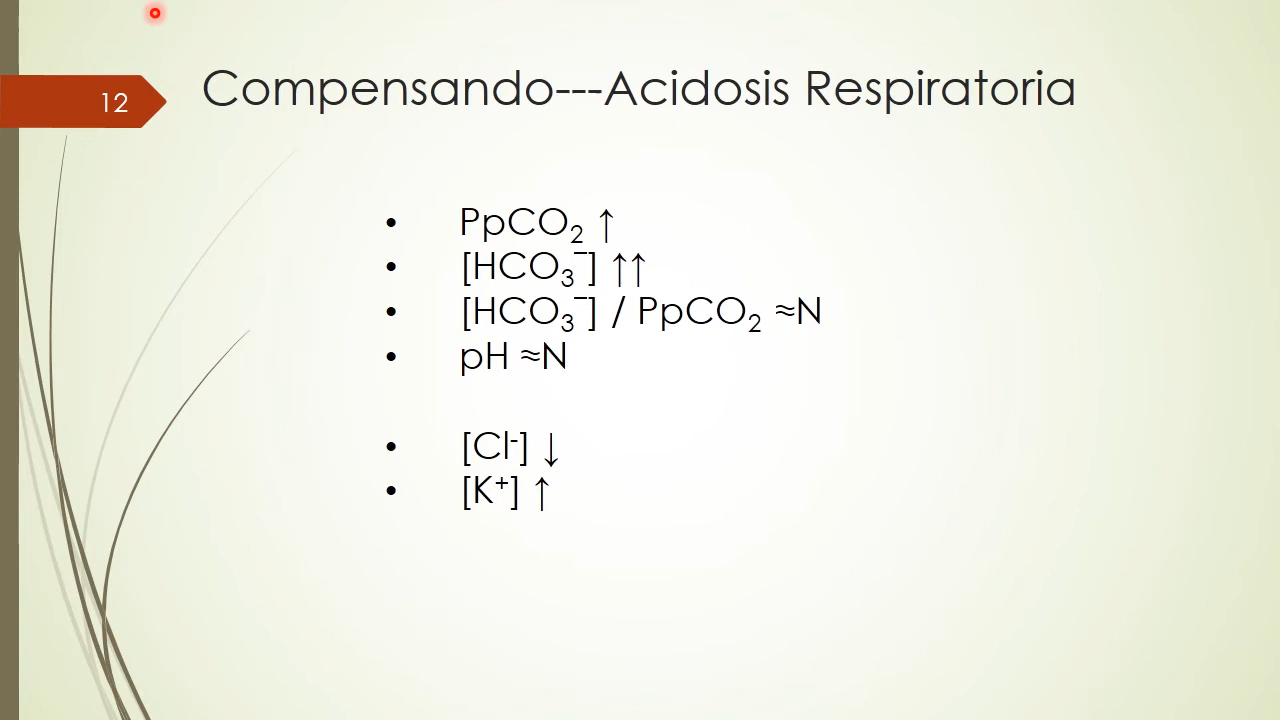 12
Compensando---Acidosis Respiratoria
• PpCO₂ ↑
• [HCO₃⁻] ↑↑
• [HCO₃⁻] / PpCO₂ ≈N
• pH ≈N
• [Cl⁻] ↓
• [K⁺] ↑